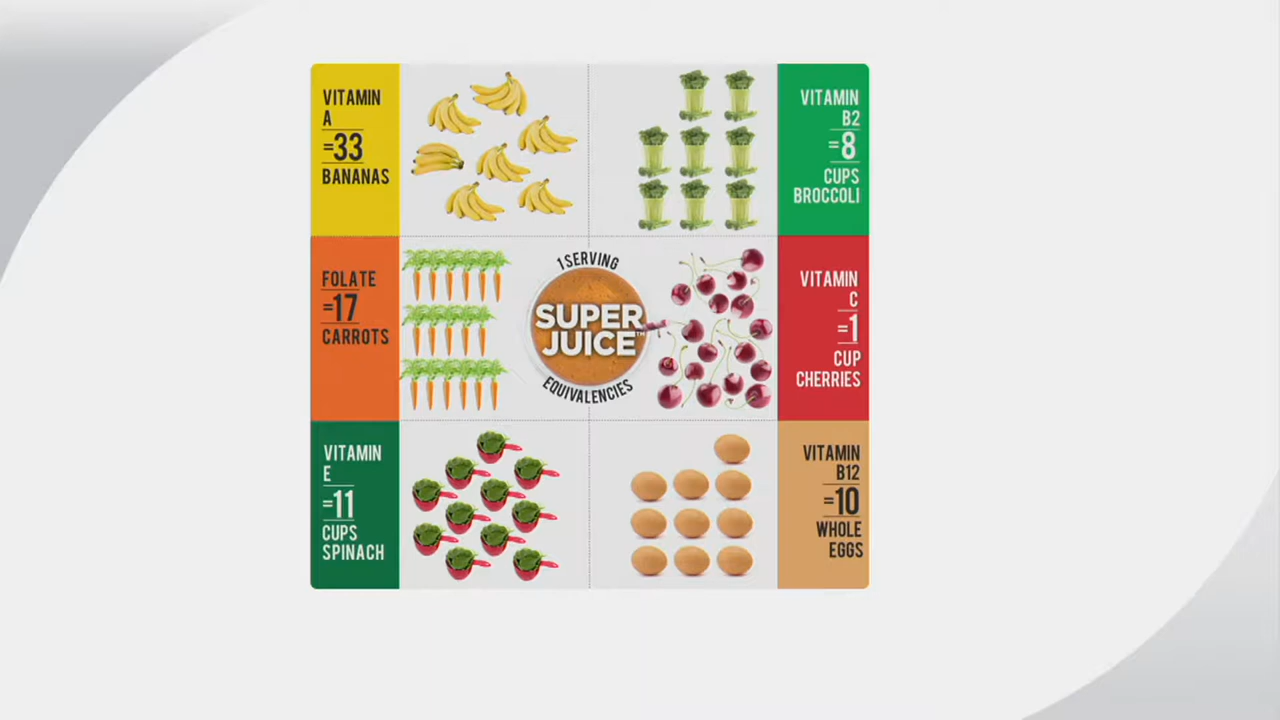 VITAMIN
A
=33
BANANAS
VITAMIN
B2
=8
CUPS
BROCCOLI
FOLATE
=17
CARROTS
1 SERVING
SUPER
JUICE™
EQUIVALENCIES
VITAMIN
C
=1
CUP
CHERRIES
VITAMIN
E
=11
CUPS
SPINACH
VITAMIN
B12
=10
WHOLE
EGGS